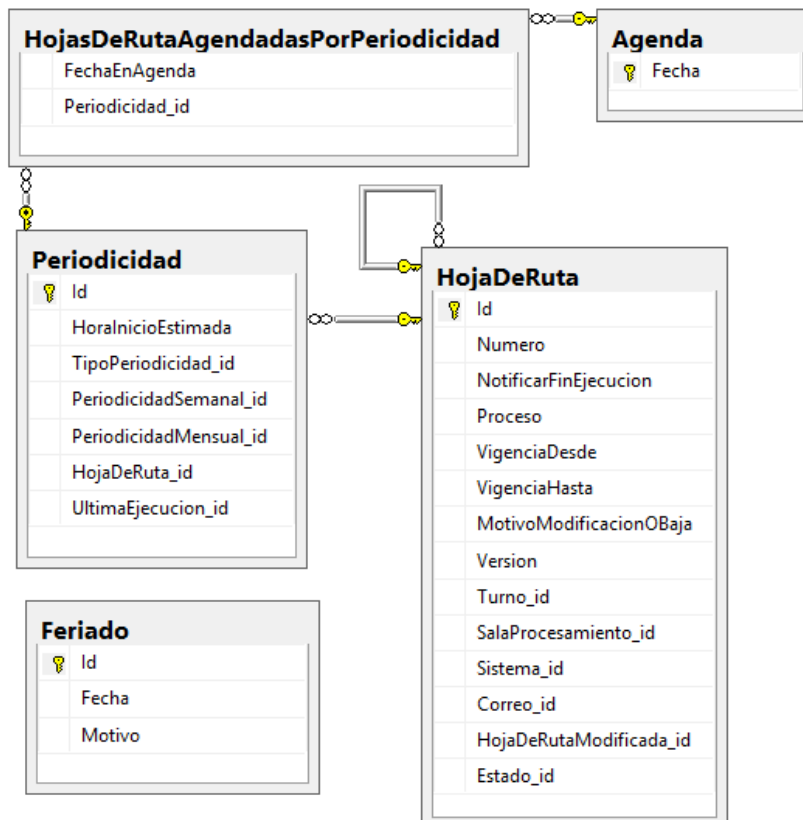 HojasDeRutaAgendadasPorPeriodicidad
FechaEnAgenda
Periodicidad_id
Agenda
Fecha
Periodicidad
Id
HoraInicioEstimada
TipoPeriodicidad_id
PeriodicidadSemanal_id
PeriodicidadMensual_id
HojaDeRuta_id
UltimaEjecucion_id
HojaDeRuta
Id
Numero
NotificarFinEjecucion
Proceso
VigenciaDesde
VigenciaHasta
MotivoModificacionOBaja
Version
Turno_id
SalaProcesamiento_id
Sistema_id
Correo_id
HojaDeRutaModificada_id
Estado_id
Feriado
Id
Fecha
Motivo